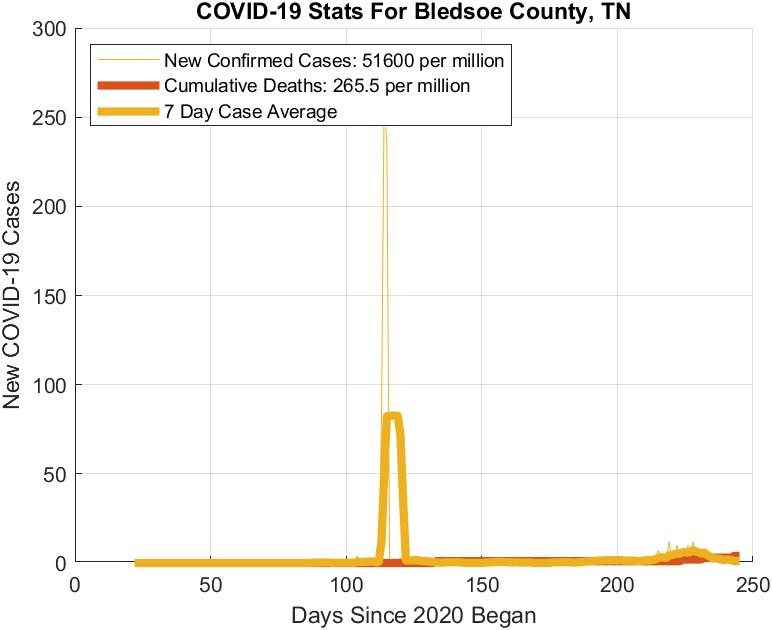 COVID-19 Stats For Bledsoe County, TN
New Confirmed Cases: 51600 per million
Cumulative Deaths: 265.5 per million
7 Day Case Average
New COVID-19 Cases
300
250
200
150
100
50
0
0 50 100 150 200 250
Days Since 2020 Began